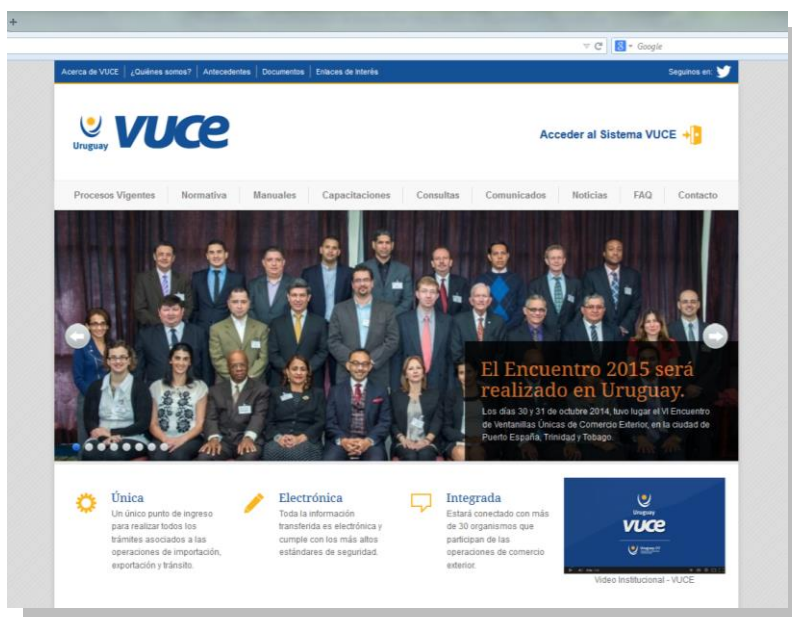 +
Google
Acerca de VUCE
¿Quiénes somos?
Antecedentes
Documentos
Enlaces de Interés
Seguinos en:
Uruguay
vuce
Acceder al Sistema VUCE
Procesos Vigentes
Normativa
Manuales
Capacitaciones
Consultas
Comunicados
Noticias
FAQ
Contacto
El Encuentro 2015 será
realizado en Uruguay.
Los días 30 y 31 de octubre 2014, tuvo lugar el VI Encuentro
de Ventanillas Únicas de Comercio Exterior, en la ciudad de
Puerto España, Trinidad y Tobago.
Única
Un único punto de ingreso
para realizar todos los
trámites asociados a las
operaciones de importación,
exportación y tránsito.
Electrónica
Toda la información
transferida es electrónica y
cumple con los más altos
estándares de seguridad.
Integrada
Estará conectado con más
de 30 organismos que
participan de las
operaciones de comercio
exterior.
Uruguay
vuce
Video Institucional - VUCE